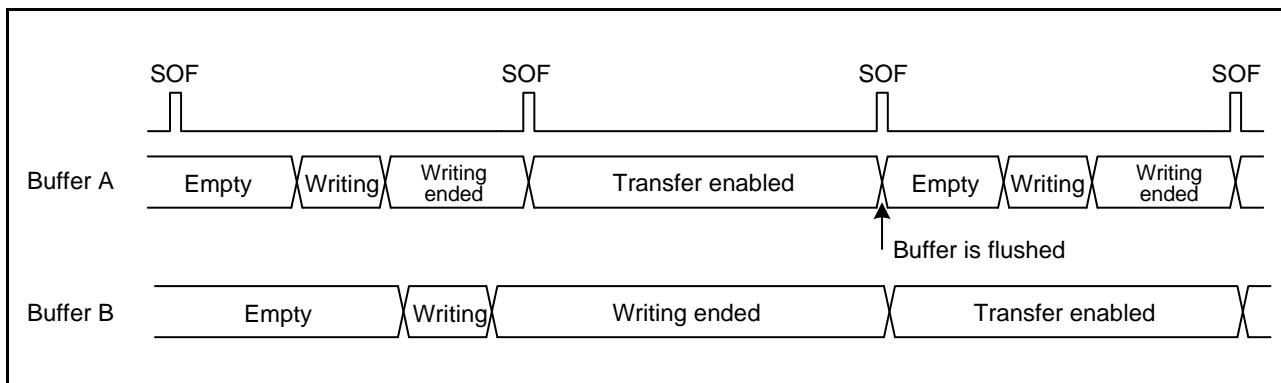 SOF SOF SOF SOF
Buffer A Empty Writing Writing ended Transfer enabled Empty Writing Writing ended
Buffer is flushed
Buffer B Empty Writing Writing ended Transfer enabled